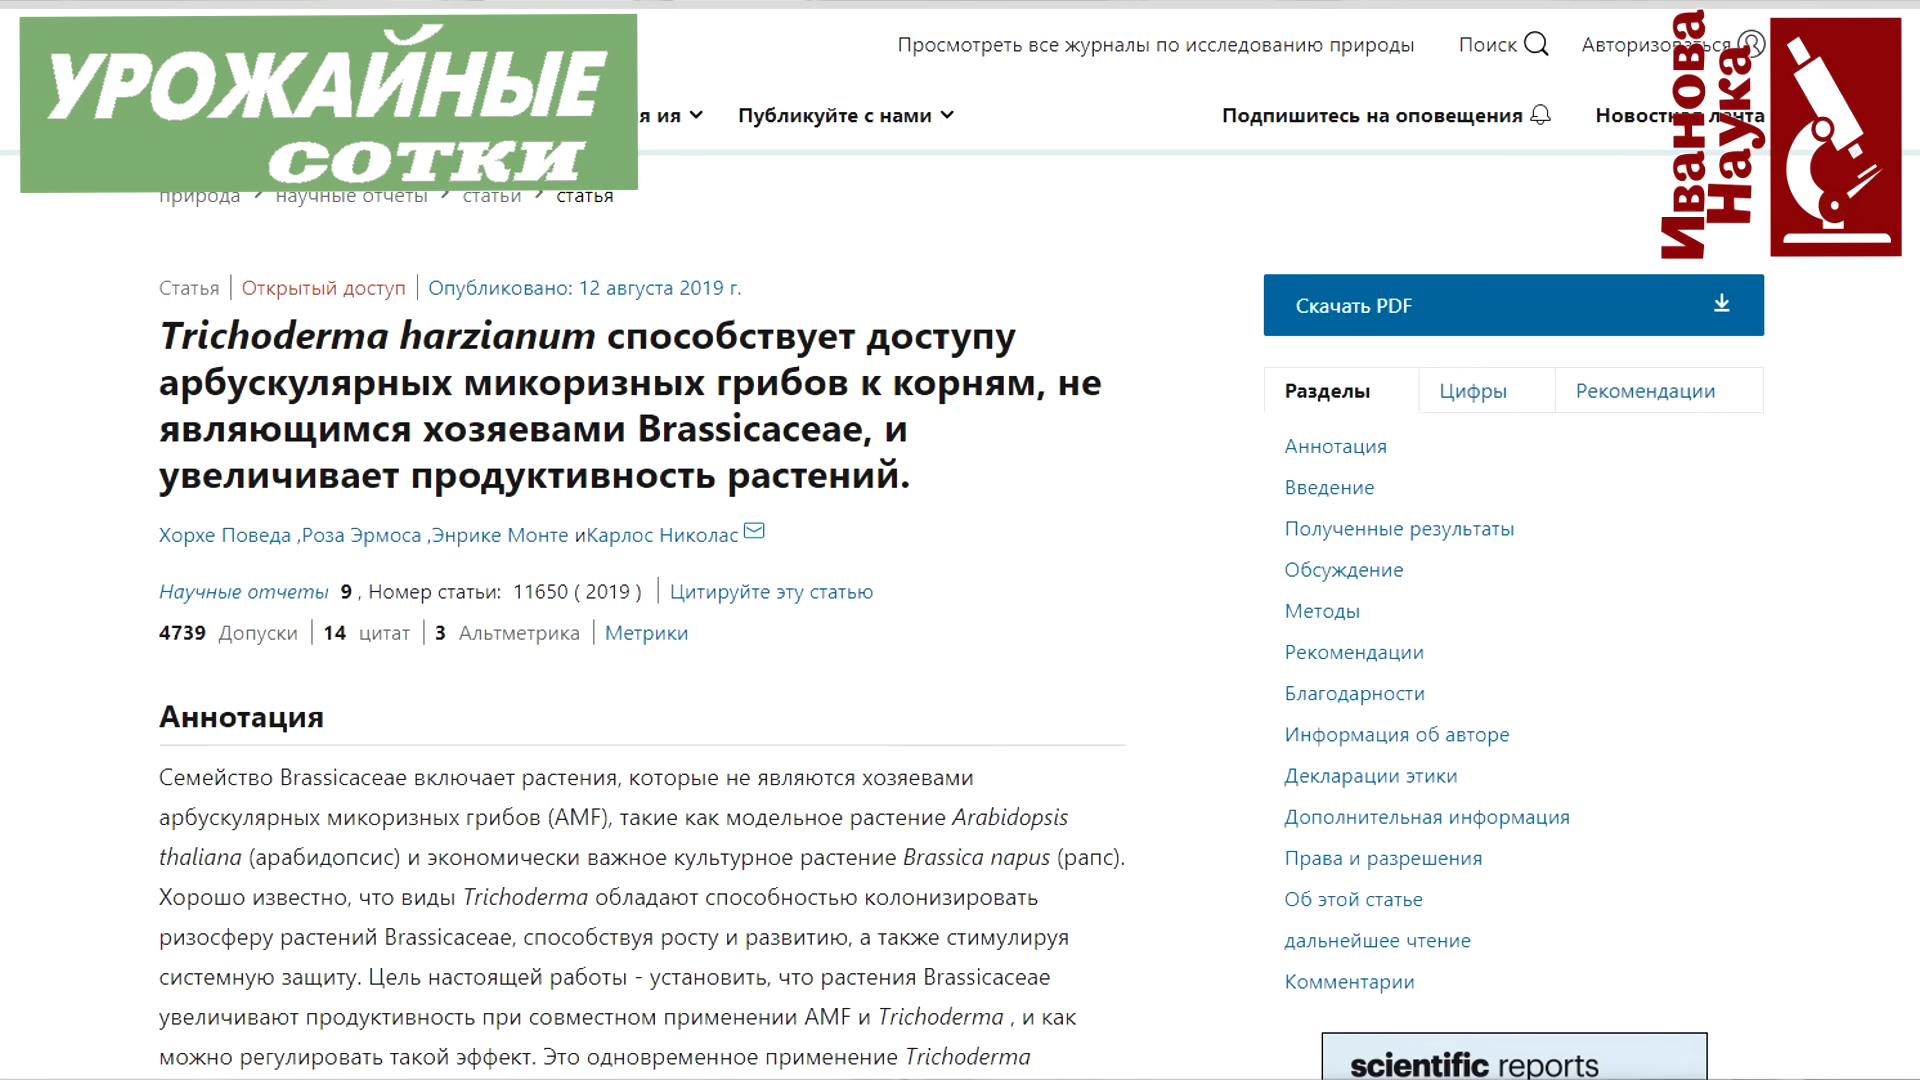 УРОЖАЙНЫЕ
СОТКИ
Просмотреть все журналы по исследованию природы Поиск Авторизоваться
я ия Публикуйте с нами Подпишитесь на оповещения Новостная лента
Иванова
Наука
природа научные отчеты статьи статья
Статья Открытый доступ Опубликовано: 12 августа 2019 г.
Trichoderma harzianum способствует доступу
арбускулярных микоризных грибов к корням, не
являющимся хозяевами Brassicaceae, и
увеличивает продуктивность растений.
Хорхе Поведа ,Роза Эрмоса ,Энрике Монте иКарлос Николас
Научные отчеты 9 , Номер статьи: 11650 ( 2019 ) Цитируйте эту статью
4739 Допуски 14 цитат 3 Альтметрика Метрики
Аннотация
Семейство Brassicaceae включает растения, которые не являются хозяевами
арбускулярных микоризных грибов (AMF), такие как модельное растение Arabidopsis
thaliana (арабидопсис) и экономически важное культурное растение Brassica napus (рапс).
Хорошо известно, что виды Trichoderma обладают способностью колонизировать
ризосферу растений Brassicaceae, способствуя росту и развитию, а также стимулируя
системную защиту. Цель настоящей работы - установить, что растения Brassicaceae
увеличивают продуктивность при совместном применении AMF и Trichoderma , и как
можно регулировать такой эффект. Это одновременное применение Trichoderma
Скачать PDF
Разделы Цифры Рекомендации
Аннотация
Введение
Полученные результаты
Обсуждение
Методы
Рекомендации
Благодарности
Информация об авторе
Декларации этики
Дополнительная информация
Права и разрешения
Об этой статье
дальнейшее чтение
Комментарии
scientific reports